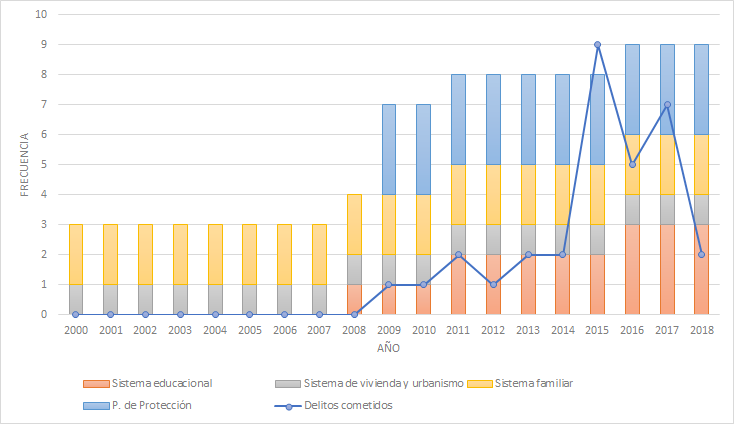 10
9
8
7
6
5
4
3
2
1
0
FRECUENCIA
2000 2001 2002 2003 2004 2005 2006 2007 2008 2009 2010 2011 2012 2013 2014 2015 2016 2017 2018
AÑO
Sistema educacional Sistema de vivienda y urbanismo Sistema familiar
P. de Protección Delitos cometidos